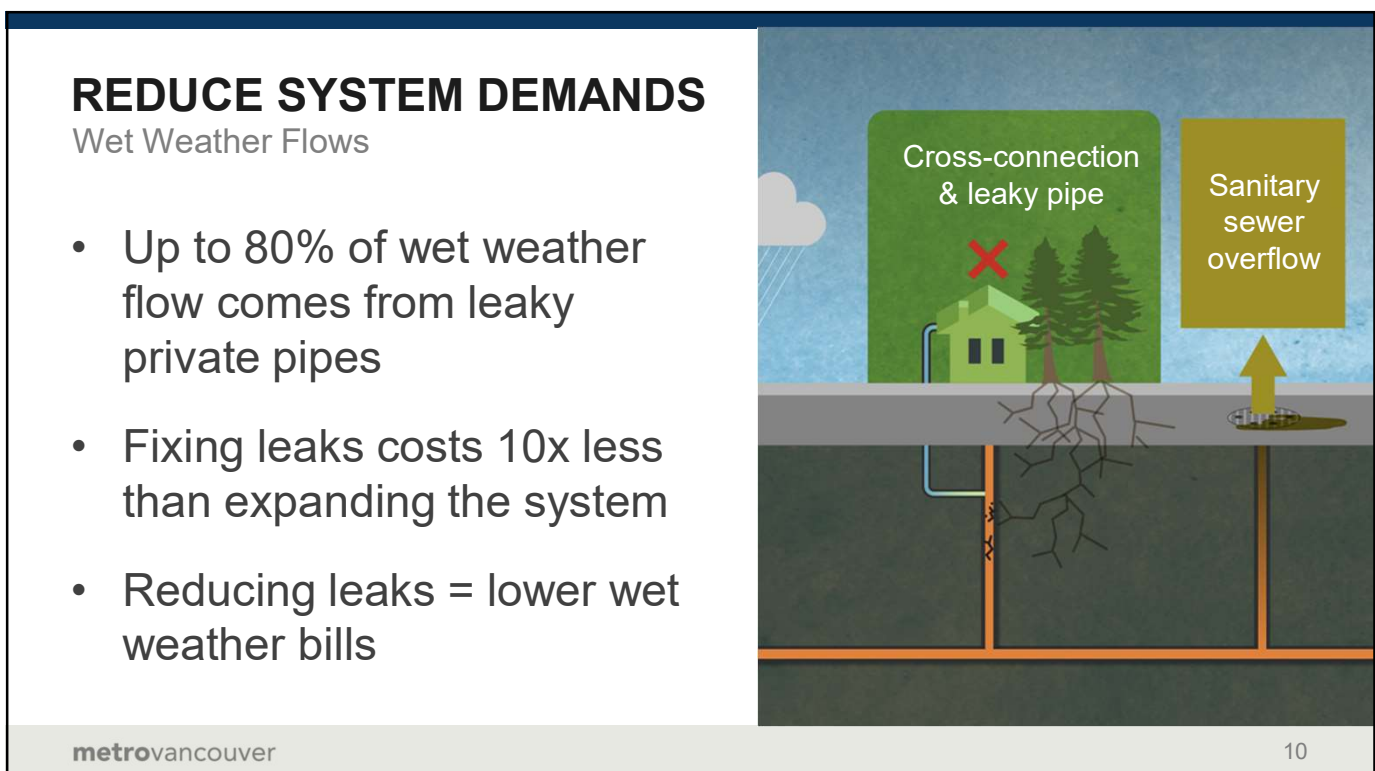 REDUCE SYSTEM DEMANDS
Wet Weather Flows
• Up to 80% of wet weather
flow comes from leaky
private pipes
• Fixing leaks costs 10x less
than expanding the system
• Reducing leaks = lower wet
weather bills
Cross-connection
& leaky pipe
Sanitary
sewer
overflow
metrovancouver
10